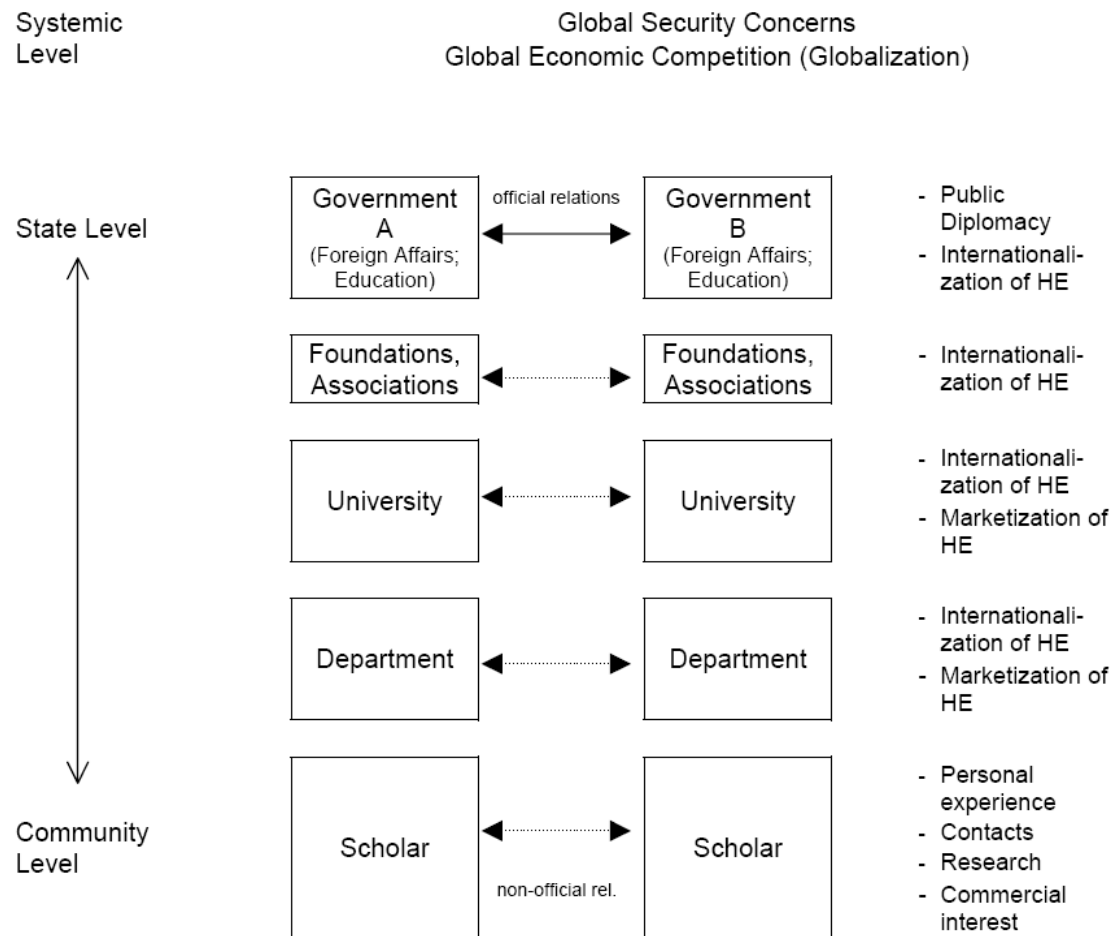 Systemic
Level
Global Security Concerns
Global Economic Competition (Globalization)
State Level
Government
A
(Foreign Affairs;
Education)
official relations
Government
B
(Foreign Affairs;
Education)
- Public
Diplomacy
- Internationali-
zation of HE
Foundations,
Associations
Foundations,
Associations
- Internationali-
zation of HE
University
University
- Internationali-
zation of HE
- Marketization of
HE
Department
Department
- Internationali-
zation of HE
- Marketization of
HE
Community
Level
Scholar
non-official rel.
Scholar
- Personal
experience
- Contacts
- Research
- Commercial
interest